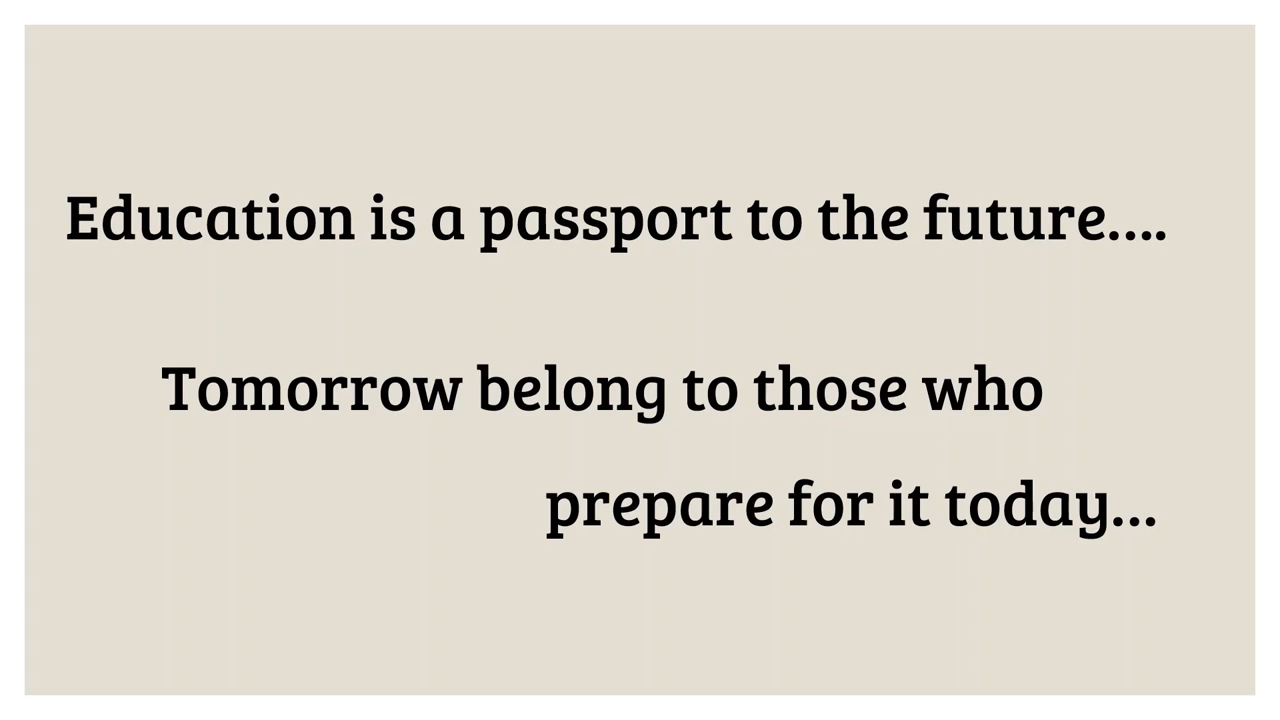 Education is a passport to the future....
Tomorrow belong to those who
prepare for it today...